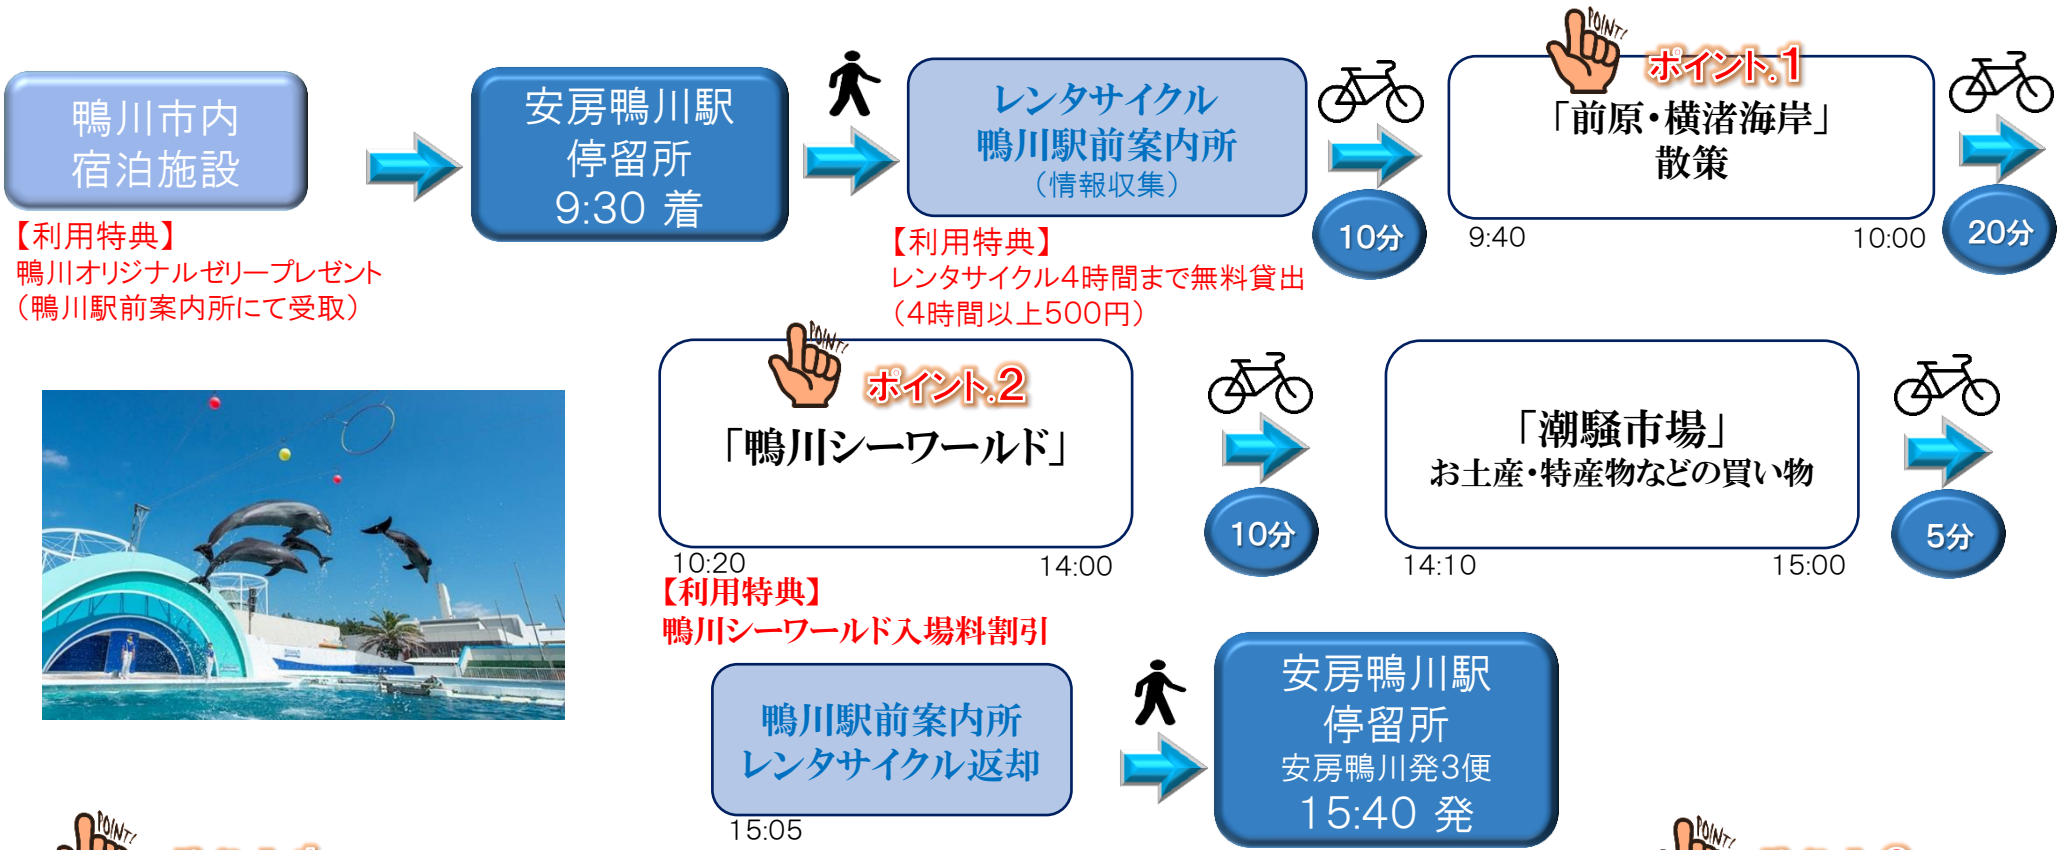 鴨川市内
宿泊施設
【利用特典】
鴨川オリジナルゼリープレゼント
（鴨川駅前案内所にて受取）
安房鴨川駅
停留所
9:30 着
レンタサイクル
鴨川駅前案内所
（情報収集）
【利用特典】
レンタサイクル4時間まで無料貸出
（4時間以上500円）
10分
POINT!
ポイント.1
「前原・横渚海岸」
散策
9:40
10:00
20分
POINT!
ポイント.2
「鴨川シーワールド」
10:20
14:00
【利用特典】
鴨川シーワールド入場料割引
10分
「潮騒市場」
お土産・特産物などの買い物
14:10
15:00
5分
鴨川駅前案内所
レンタサイクル返却
15:05
安房鴨川駅
停留所
安房鴨川発3便
15:40 発
POINT!
POINT!